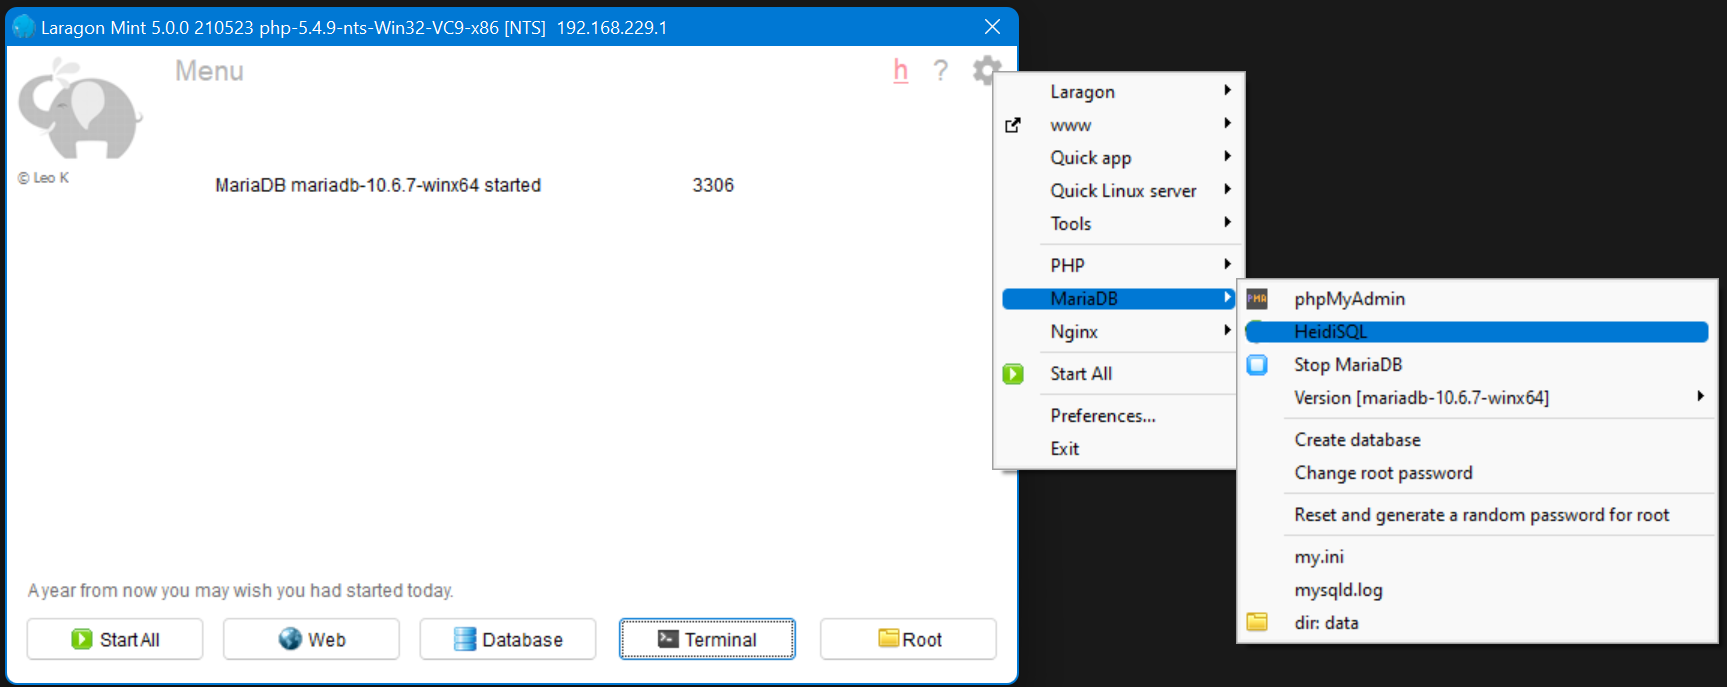 Laragon Mint 5.0.0 210523 php-5.4.9-nts-Win32-VC9-x86 [NTS]  192.168.229.1
Menu
h
?
© Leo K
MariaDB mariadb-10.6.7-winx64 started
3306
A year from now you may wish you had started today.
Start All
Web
Database
Terminal
Root
Laragon
www
Quick app
Quick Linux server
Tools
PHP
MariaDB
Nginx
Start All
Preferences...
Exit
PMA
phpMyAdmin
HeidiSQL
Stop MariaDB
Version [mariadb-10.6.7-winx64]
Create database
Change root password
Reset and generate a random password for root
my.ini
mysqld.log
dir: data